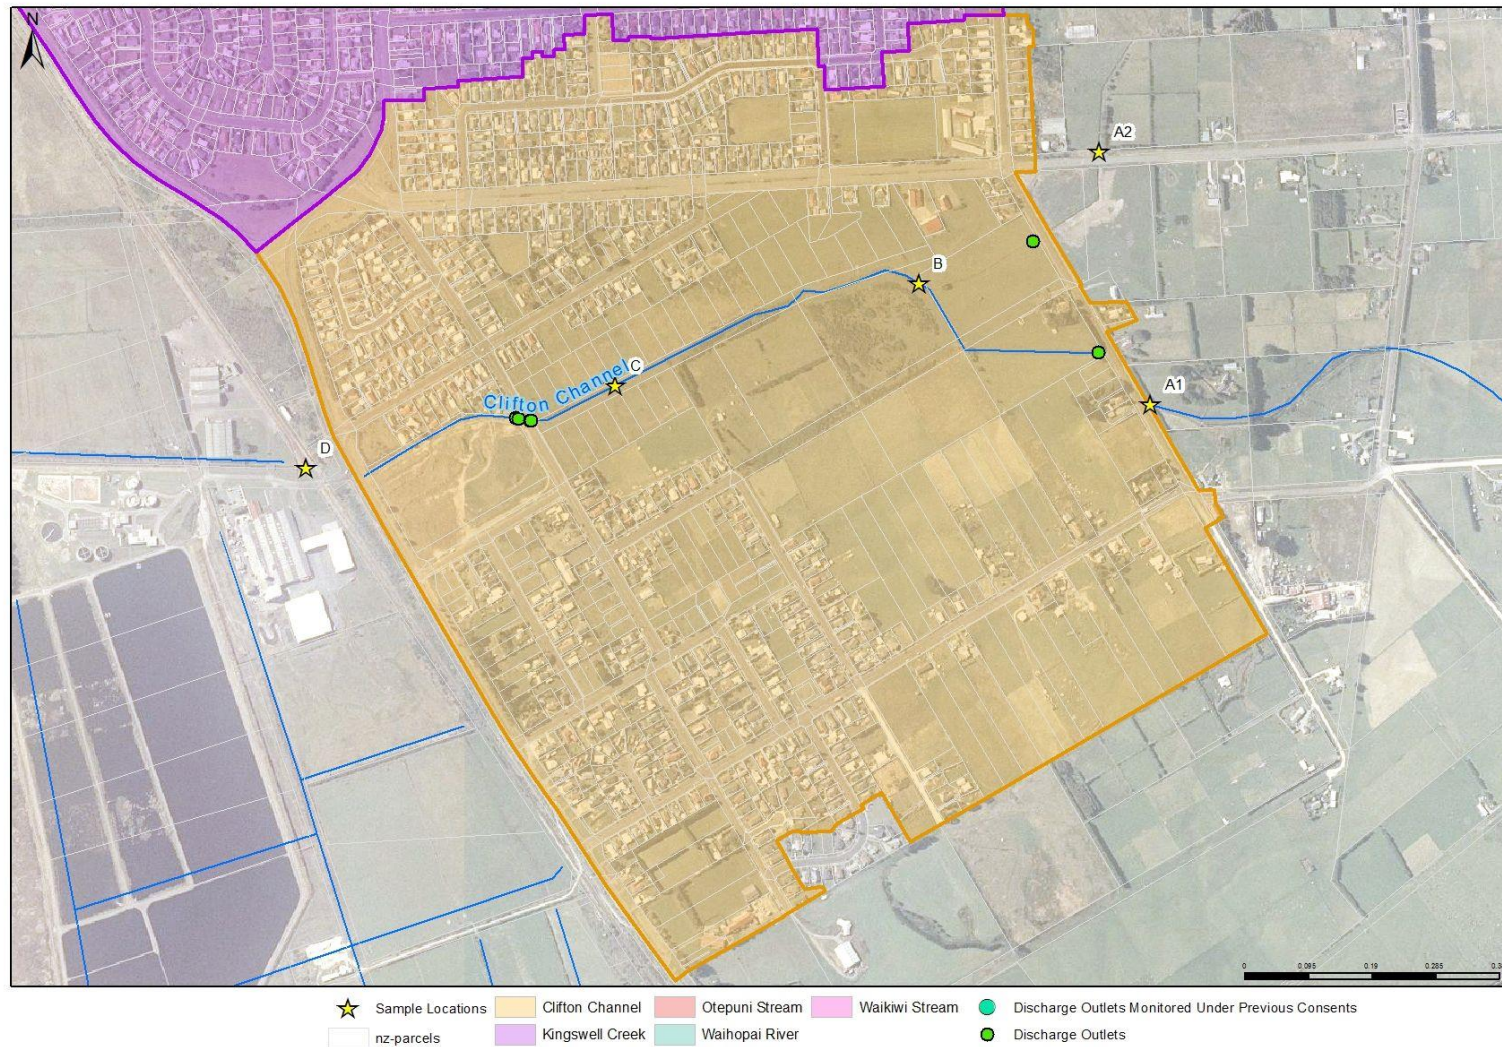 N
A2
B
C
Clifton Channel
A1
D
0 0.095 0.19 0.285
Sample Locations Clifton Channel Otepuni Stream Waikiwi Stream Discharge Outlets Monitored Under Previous Consents
nz-parcels Kingswell Creek Waihopai River Discharge Outlets